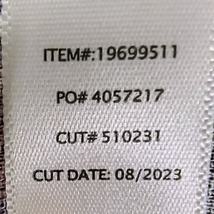 ITEM#:19699511
PO# 4057217
CUT# 510231
CUT DATE: 08/2023